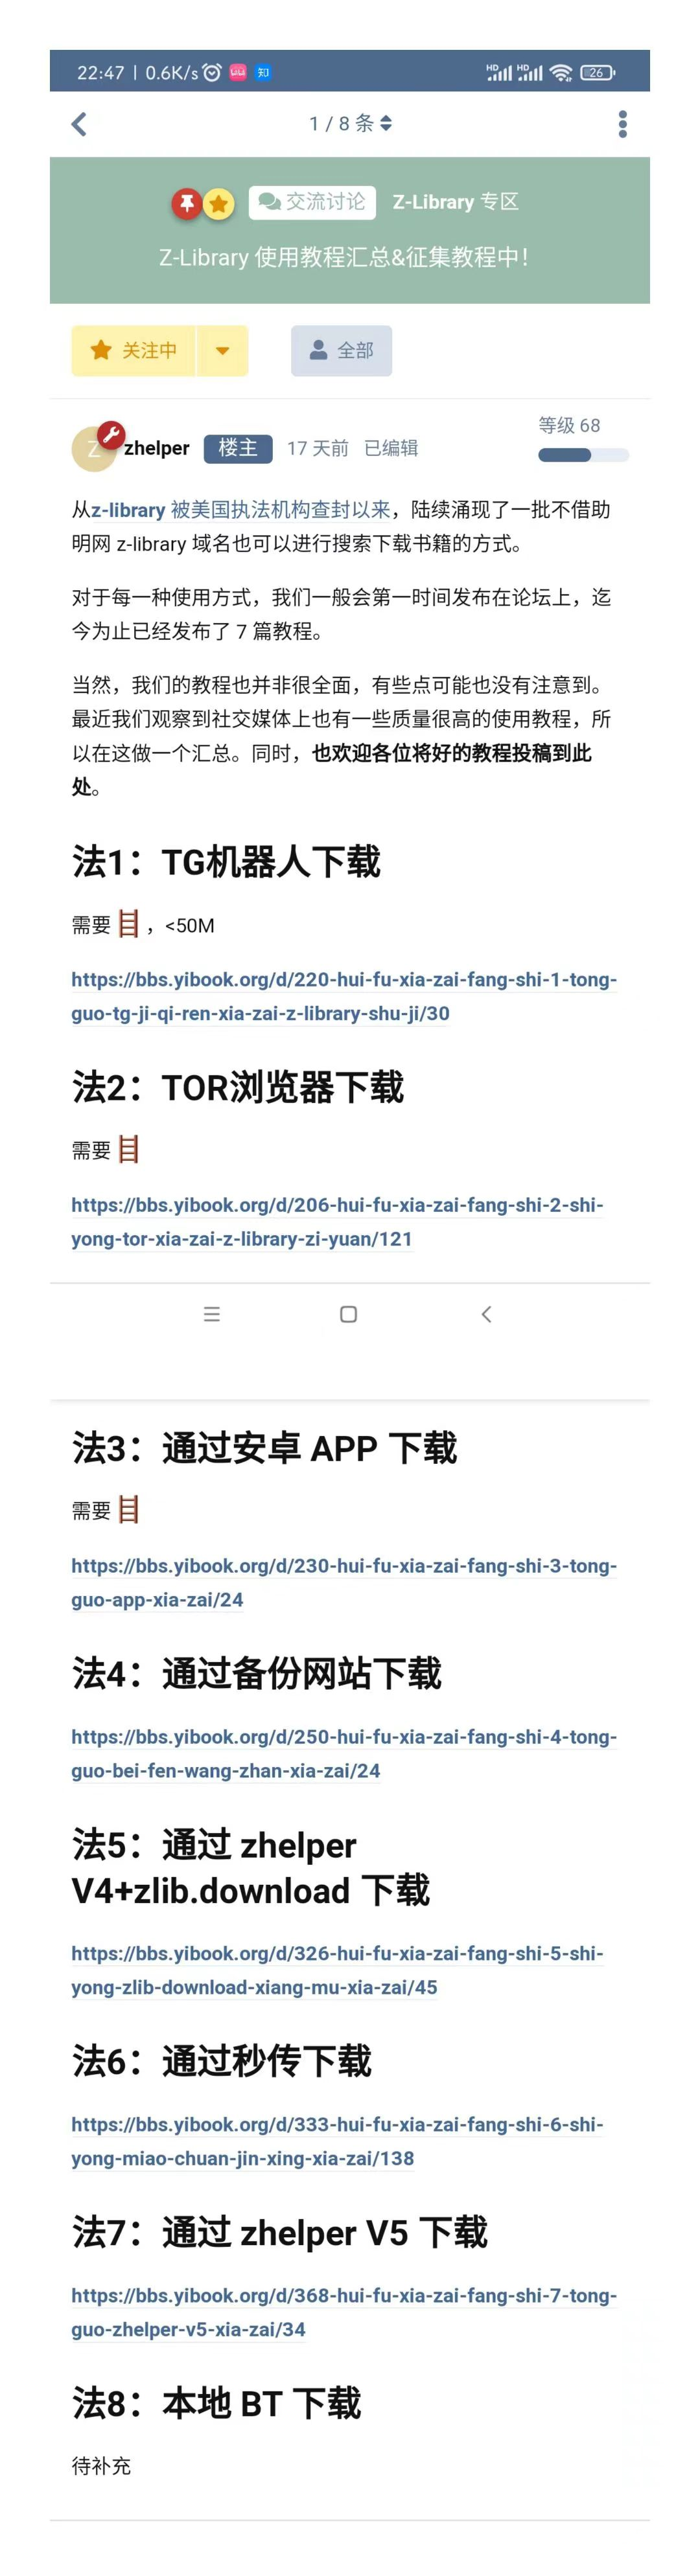 22:47 | 0.6K/s
知
HD HD 26
1 / 8 条
交流讨论 Z-Library 专区
Z-Library 使用教程汇总&征集教程中!
关注中 全部
Z zhelper 楼主 17 天前 已编辑 等级 68
从z-library 被美国执法机构查封以来，陆续涌现了一批不借助
明网 z-library 域名也可以进行搜索下载书籍的方式。
对于每一种使用方式，我们一般会第一时间发布在论坛上，迄
今为止已经发布了 7 篇教程。
当然，我们的教程也并非很全面，有些点可能也没有注意到。
最近我们观察到社交媒体上也有一些质量很高的使用教程，所
以在这做一个汇总。同时，也欢迎各位将好的教程投稿到此
处。
法1：TG机器人下载
需要 🪜，<50M
https://bbs.yibook.org/d/220-hui-fu-xia-zai-fang-shi-1-tong-
guo-tg-ji-qi-ren-xia-zai-z-library-shu-ji/30
法2：TOR浏览器下载
需要 🪜
https://bbs.yibook.org/d/206-hui-fu-xia-zai-fang-shi-2-shi-
yong-tor-xia-zai-z-library-zi-yuan/121
法3：通过安卓 APP 下载
需要 🪜
https://bbs.yibook.org/d/230-hui-fu-xia-zai-fang-shi-3-tong-
guo-app-xia-zai/24
法4：通过备份网站下载
https://bbs.yibook.org/d/250-hui-fu-xia-zai-fang-shi-4-tong-
guo-bei-fen-wang-zhan-xia-zai/24
法5：通过 zhelper
V4+zlib.download 下载
https://bbs.yibook.org/d/326-hui-fu-xia-zai-fang-shi-5-shi-
yong-zlib-download-xiang-mu-xia-zai/45
法6：通过秒传下载
https://bbs.yibook.org/d/333-hui-fu-xia-zai-fang-shi-6-shi-
yong-miao-chuan-jin-xing-xia-zai/138
法7：通过 zhelper V5 下载
https://bbs.yibook.org/d/368-hui-fu-xia-zai-fang-shi-7-tong-
guo-zhelper-v5-xia-zai/34
法8：本地 BT 下载
待补充